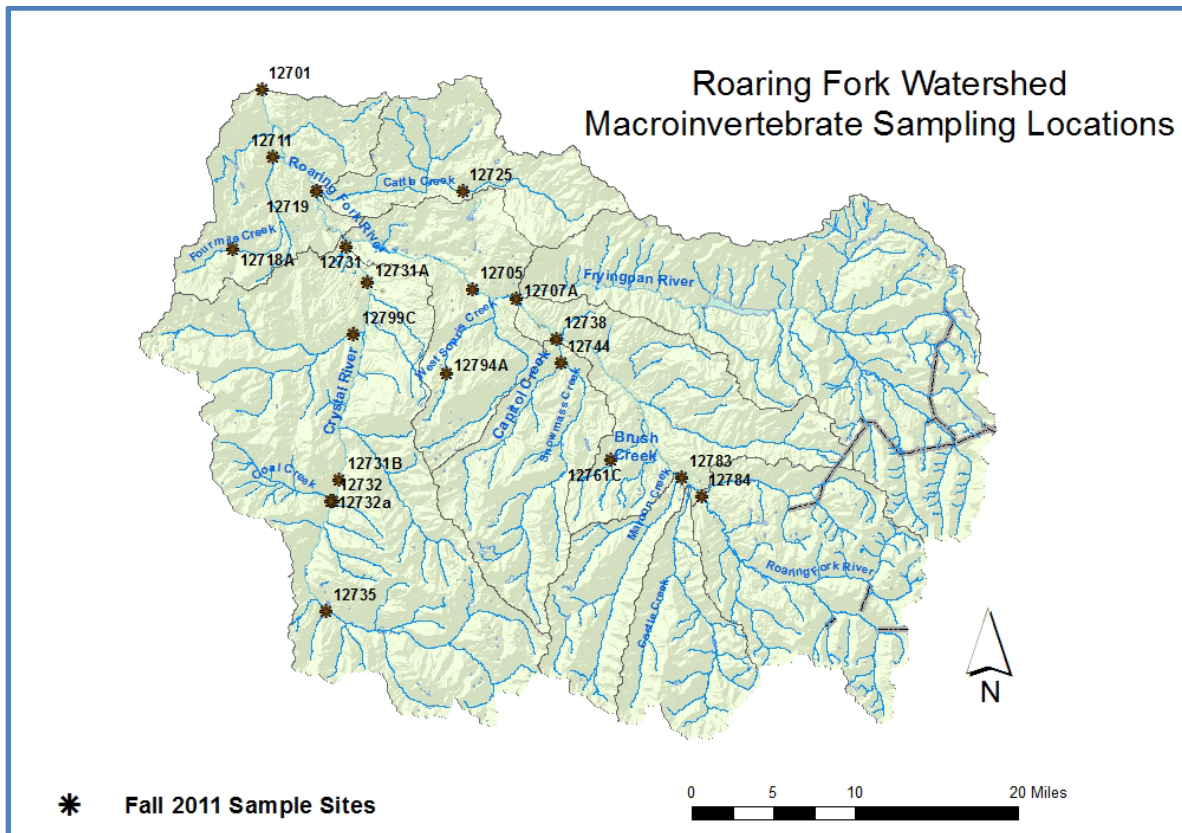 Roaring Fork Watershed
Macroinvertebrate Sampling Locations
12701
12711
Roaring Fork River
Cattle Creek
12725
12719
Fourmile Creek
12718A
12731
12731A
12705
12707A
Fryingpan River
12799C
12738
12744
West Sopris Creek
12794A
Capitol Creek
Snowmass Creek
Crystal River
Brush
Creek
12761C
12783
12784
Coal Creek
12731B
12732
12732a
Maroon Creek
Roaring Fork River
12735
Castle Creek
N
Fall 2011 Sample Sites
0 5 10 20 Miles